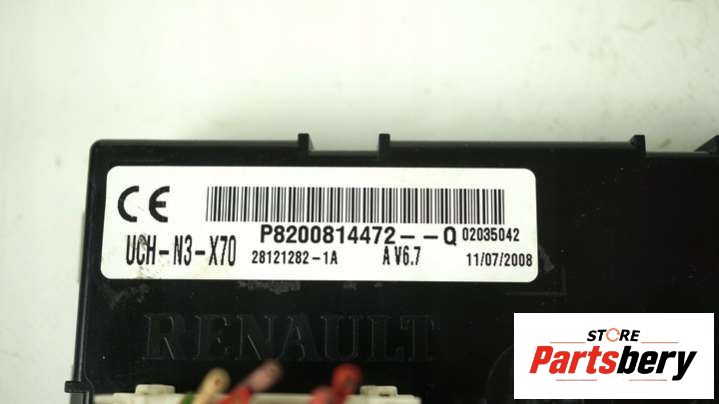 CE
P8200814472--Q 02035042
UCH-N3-X70 28121282-1A A V6.7 11/07/2008
RENAULT
STORE
Partsbery